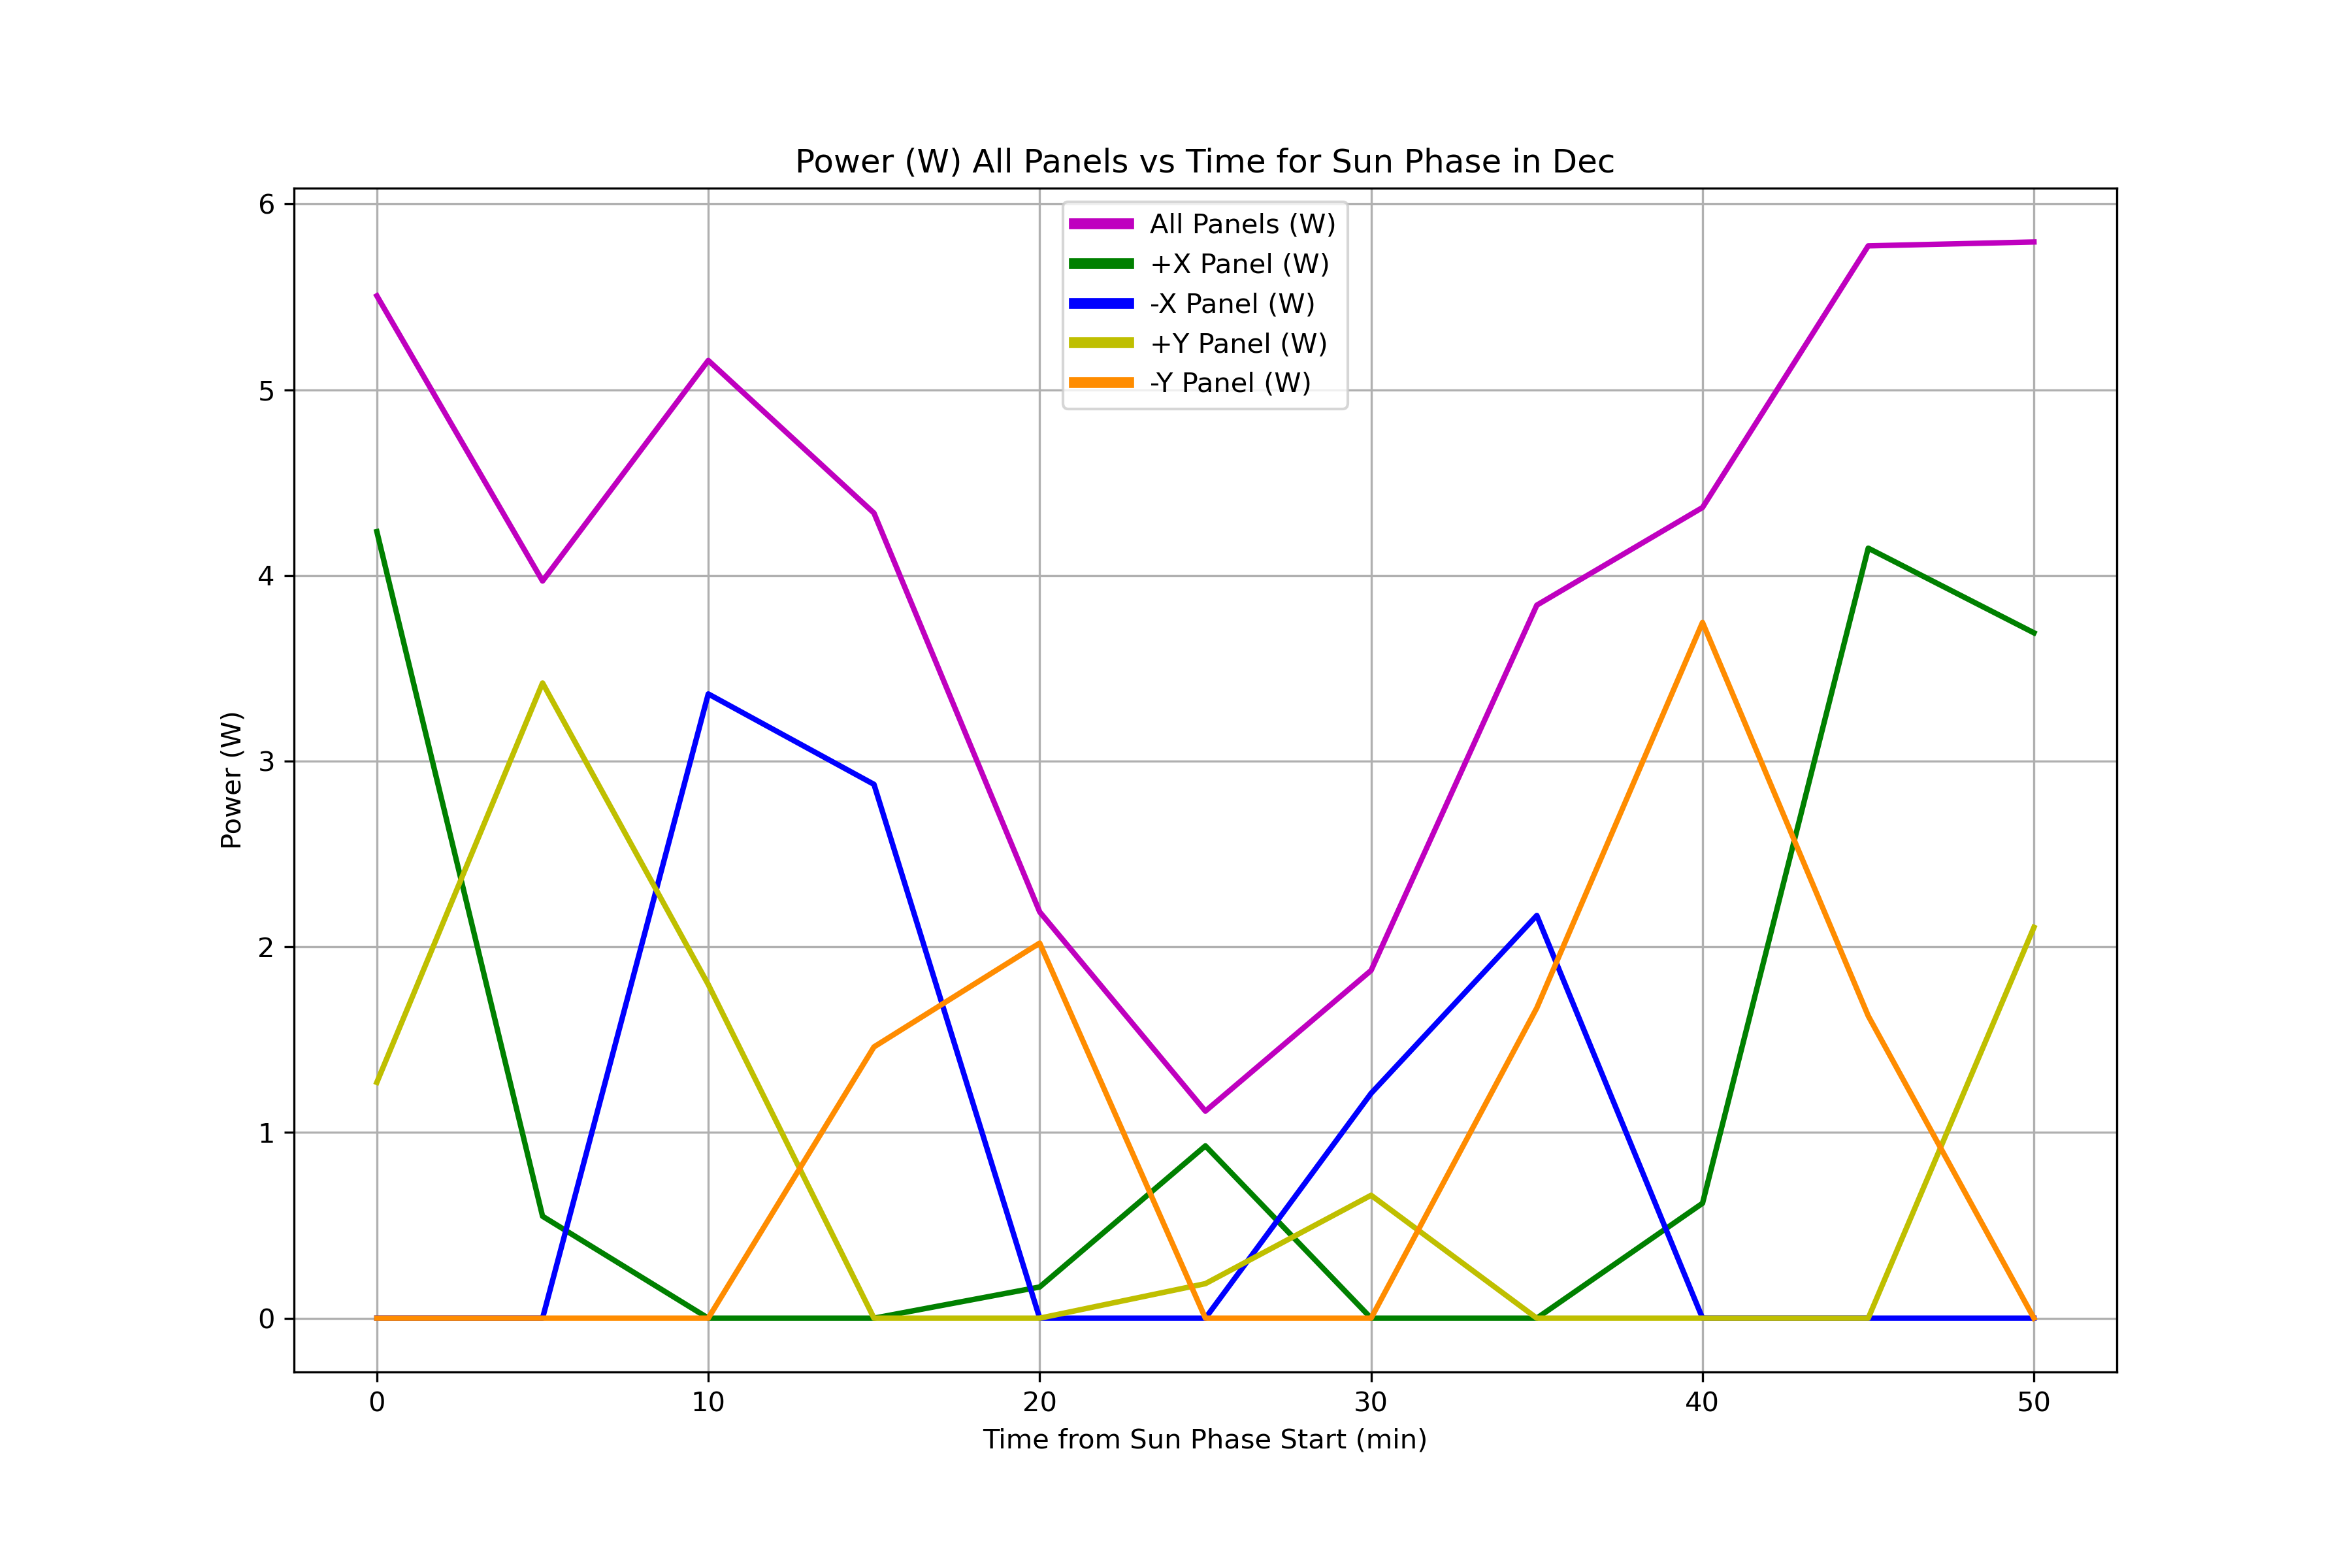 Power (W) All Panels vs Time for Sun Phase in Dec
All Panels (W)
+X Panel (W)
-X Panel (W)
+Y Panel (W)
-Y Panel (W)
Power (W)
6
5
4
3
2
1
0
0 10 20 30 40 50
Time from Sun Phase Start (min)